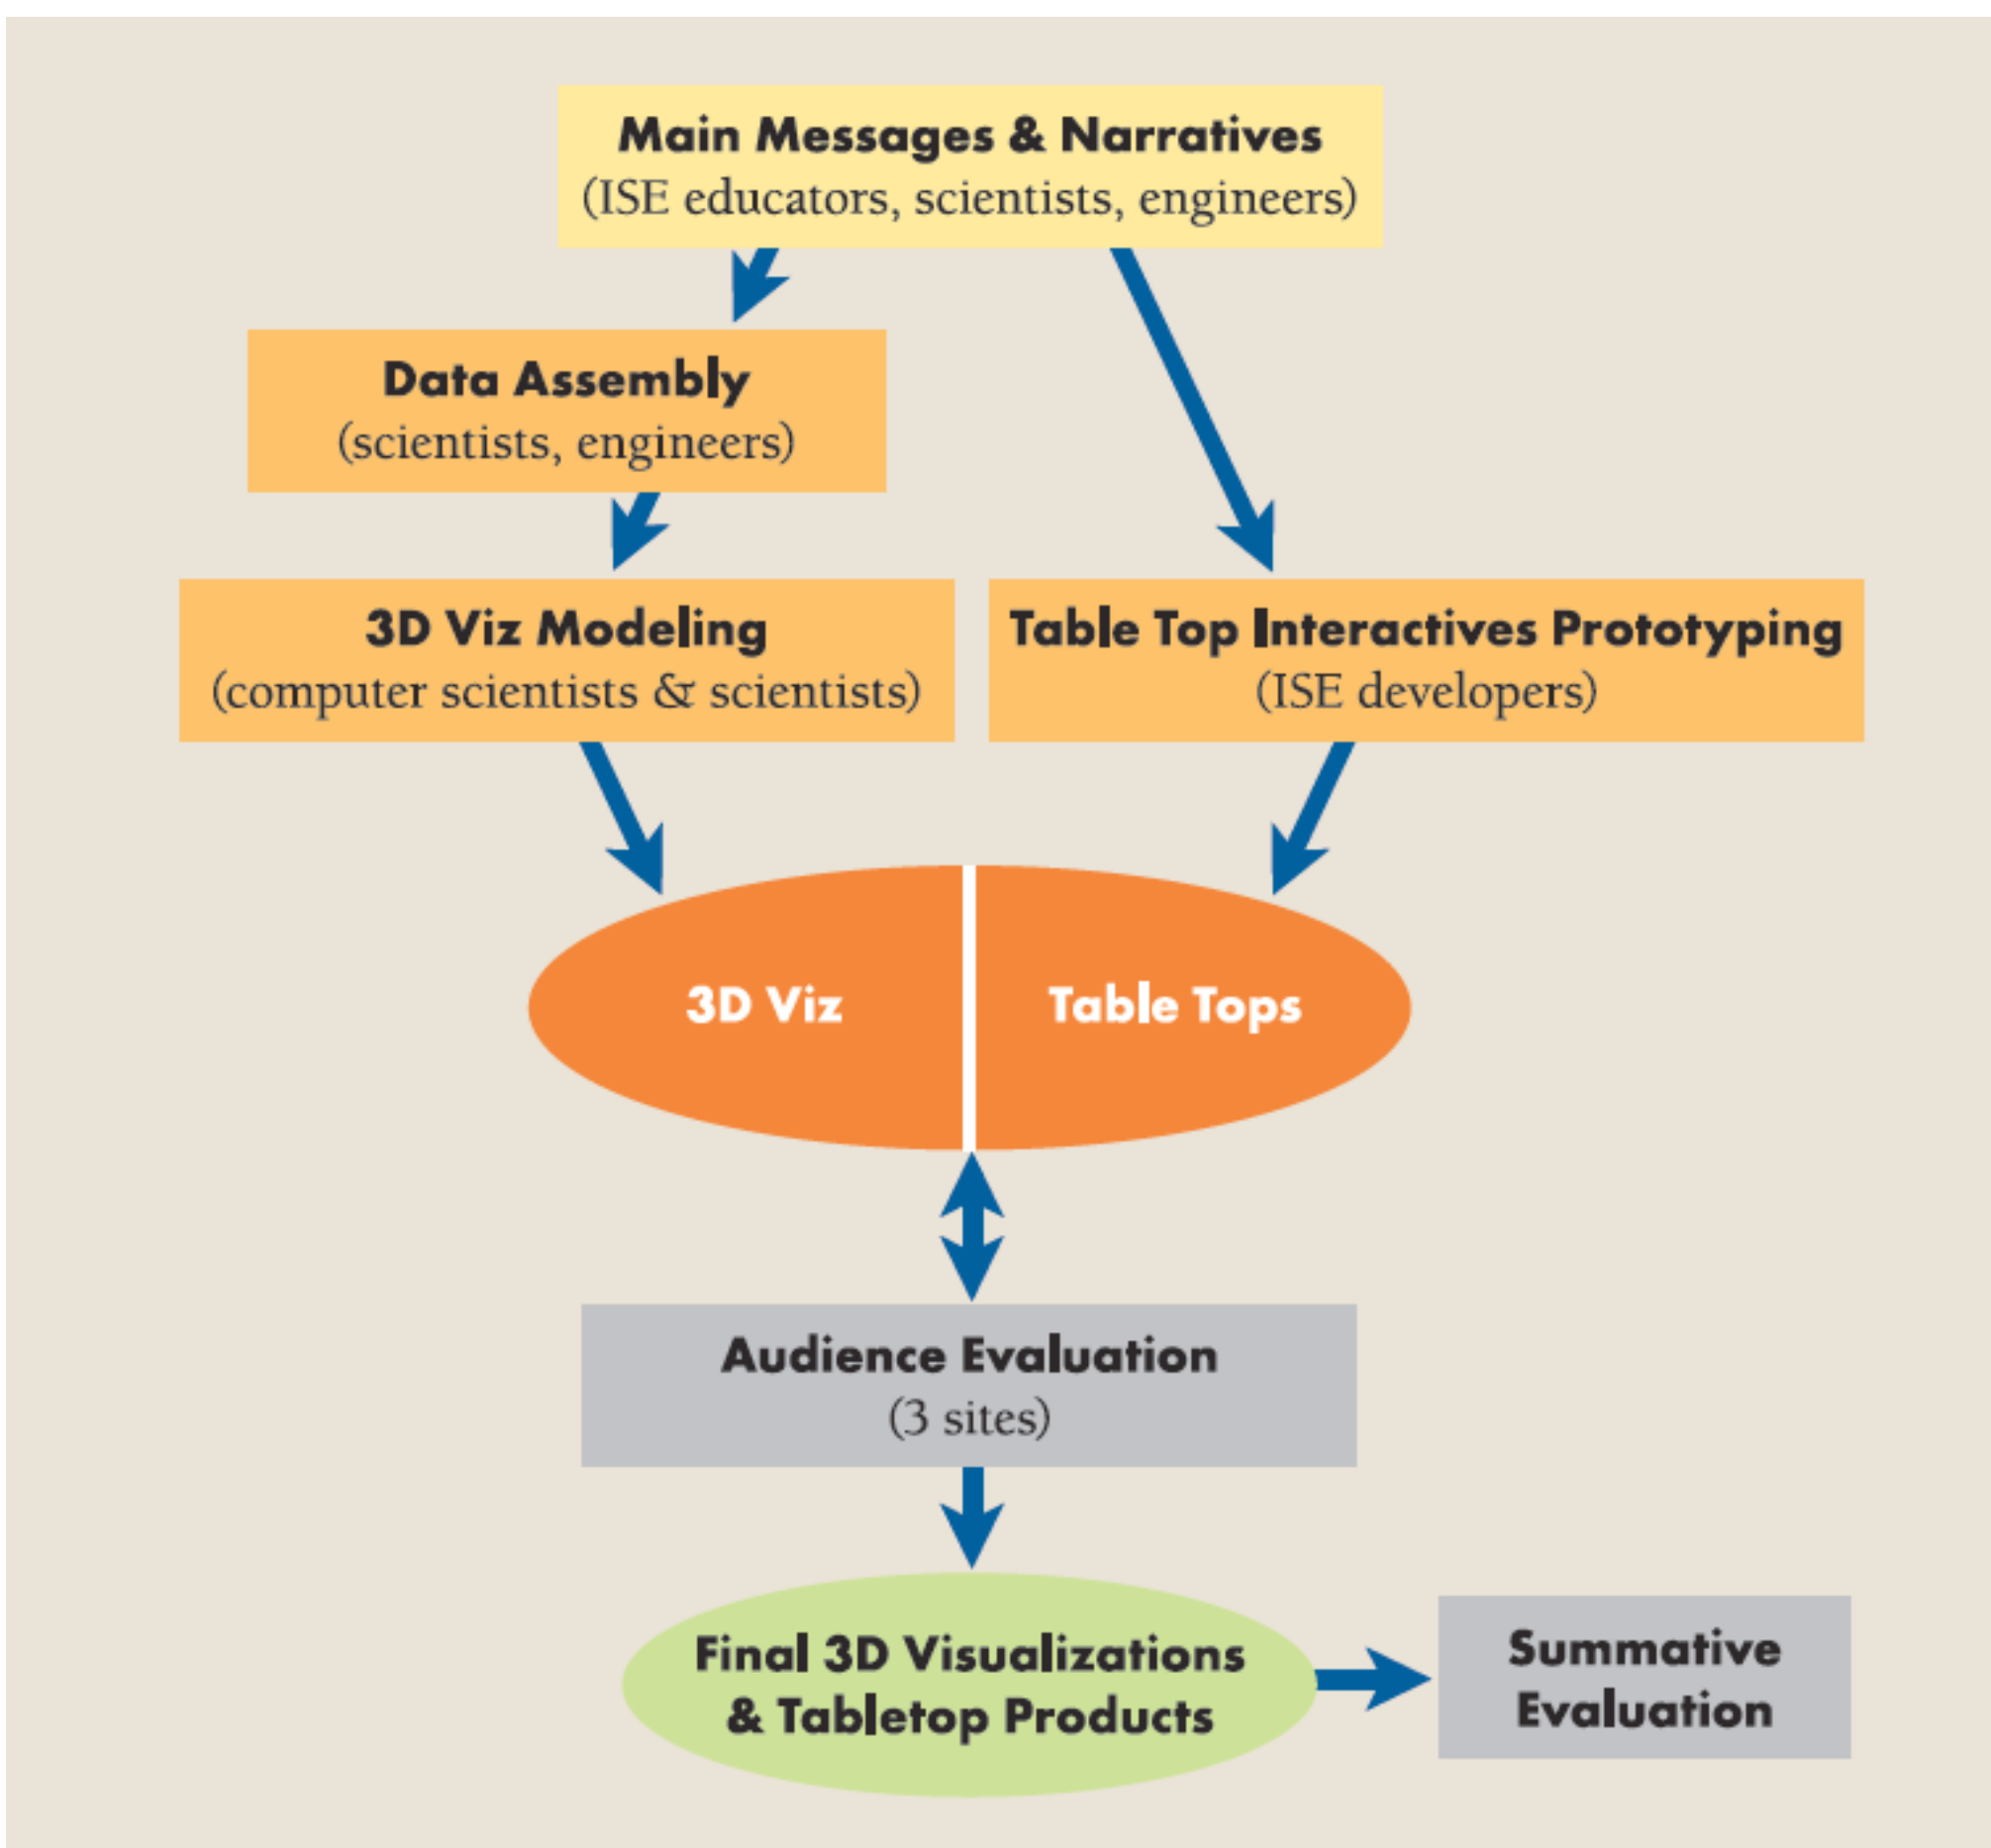 Main Messages & Narratives
(ISE educators, scientists, engineers)
Data Assembly
(scientists, engineers)
3D Viz Modeling
(computer scientists & scientists)
Table Top Interactives Prototyping
(ISE developers)
3D Viz
Table Tops
Audience Evaluation
(3 sites)
Final 3D Visualizations
& Tabletop Products
Summative
Evaluation